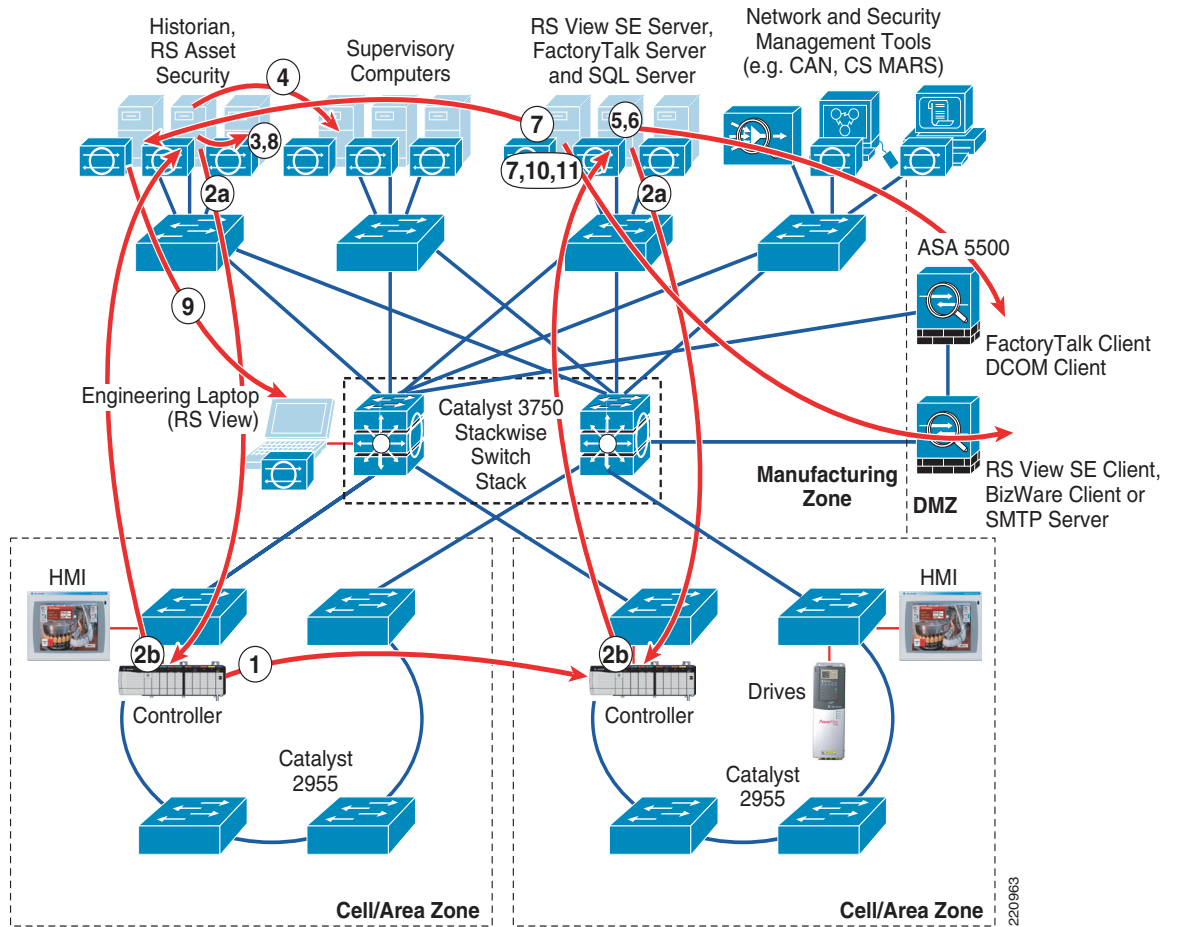 Historian,
RS Asset
Security
Supervisory
Computers
RS View SE Server,
FactoryTalk Server
and SQL Server
Network and Security
Management Tools
(e.g. CAN, CS MARS)
4
3,8
2a
7
5,6
7,10,11
2a
9
ASA 5500
FactoryTalk Client
DCOM Client
Engineering Laptop
(RS View)
Catalyst 3750
Stackwise
Switch
Stack
Manufacturing
Zone
DMZ
RS View SE Client,
BizWare Client or
SMTP Server
HMI
2b
1
Controller
Catalyst
2955
Cell/Area Zone
HMI
2b
Controller
Drives
Catalyst
2955
Cell/Area Zone
220963